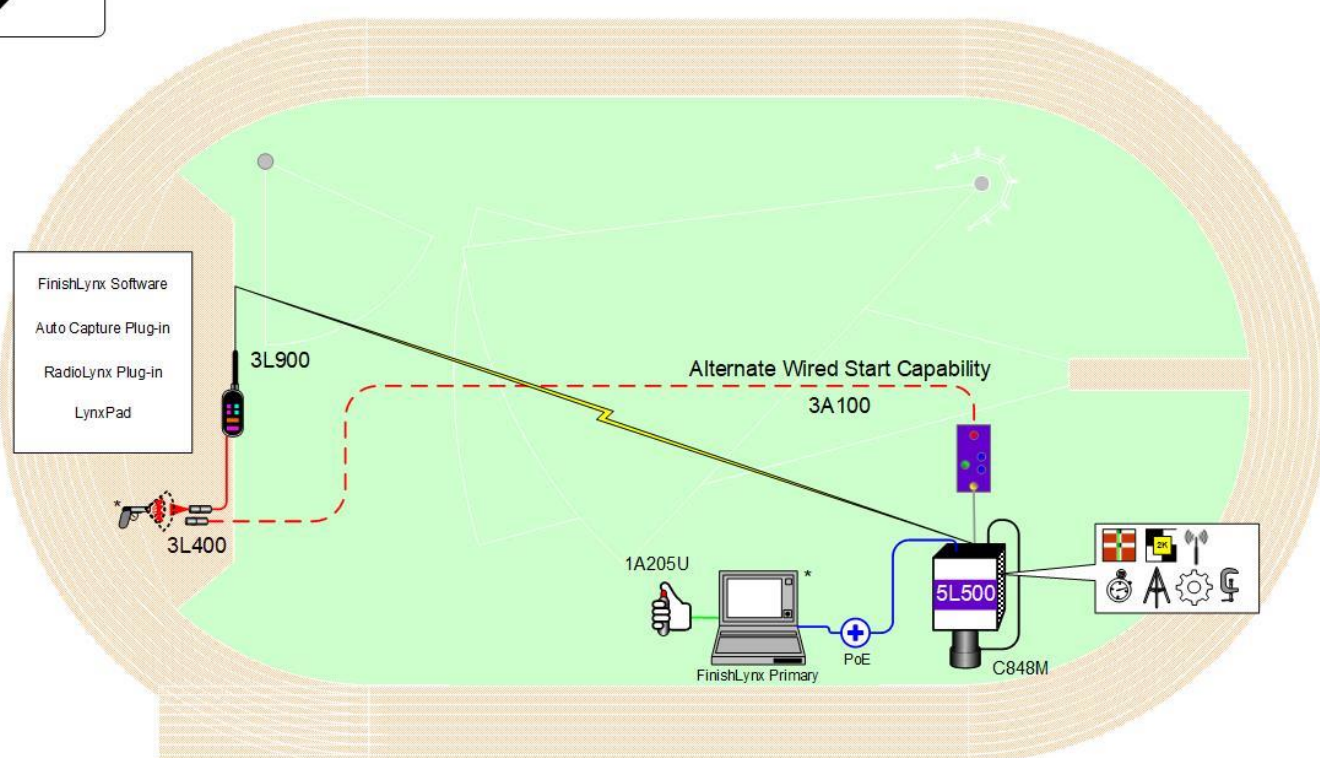 FinishLynx Software
Auto Capture Plug-in
RadioLynx Plug-in
LynxPad
3L900
Alternate Wired Start Capability
3A100
*
3L400
1A205U
*
5L500
2K
PoE
FinishLynx Primary
C848M